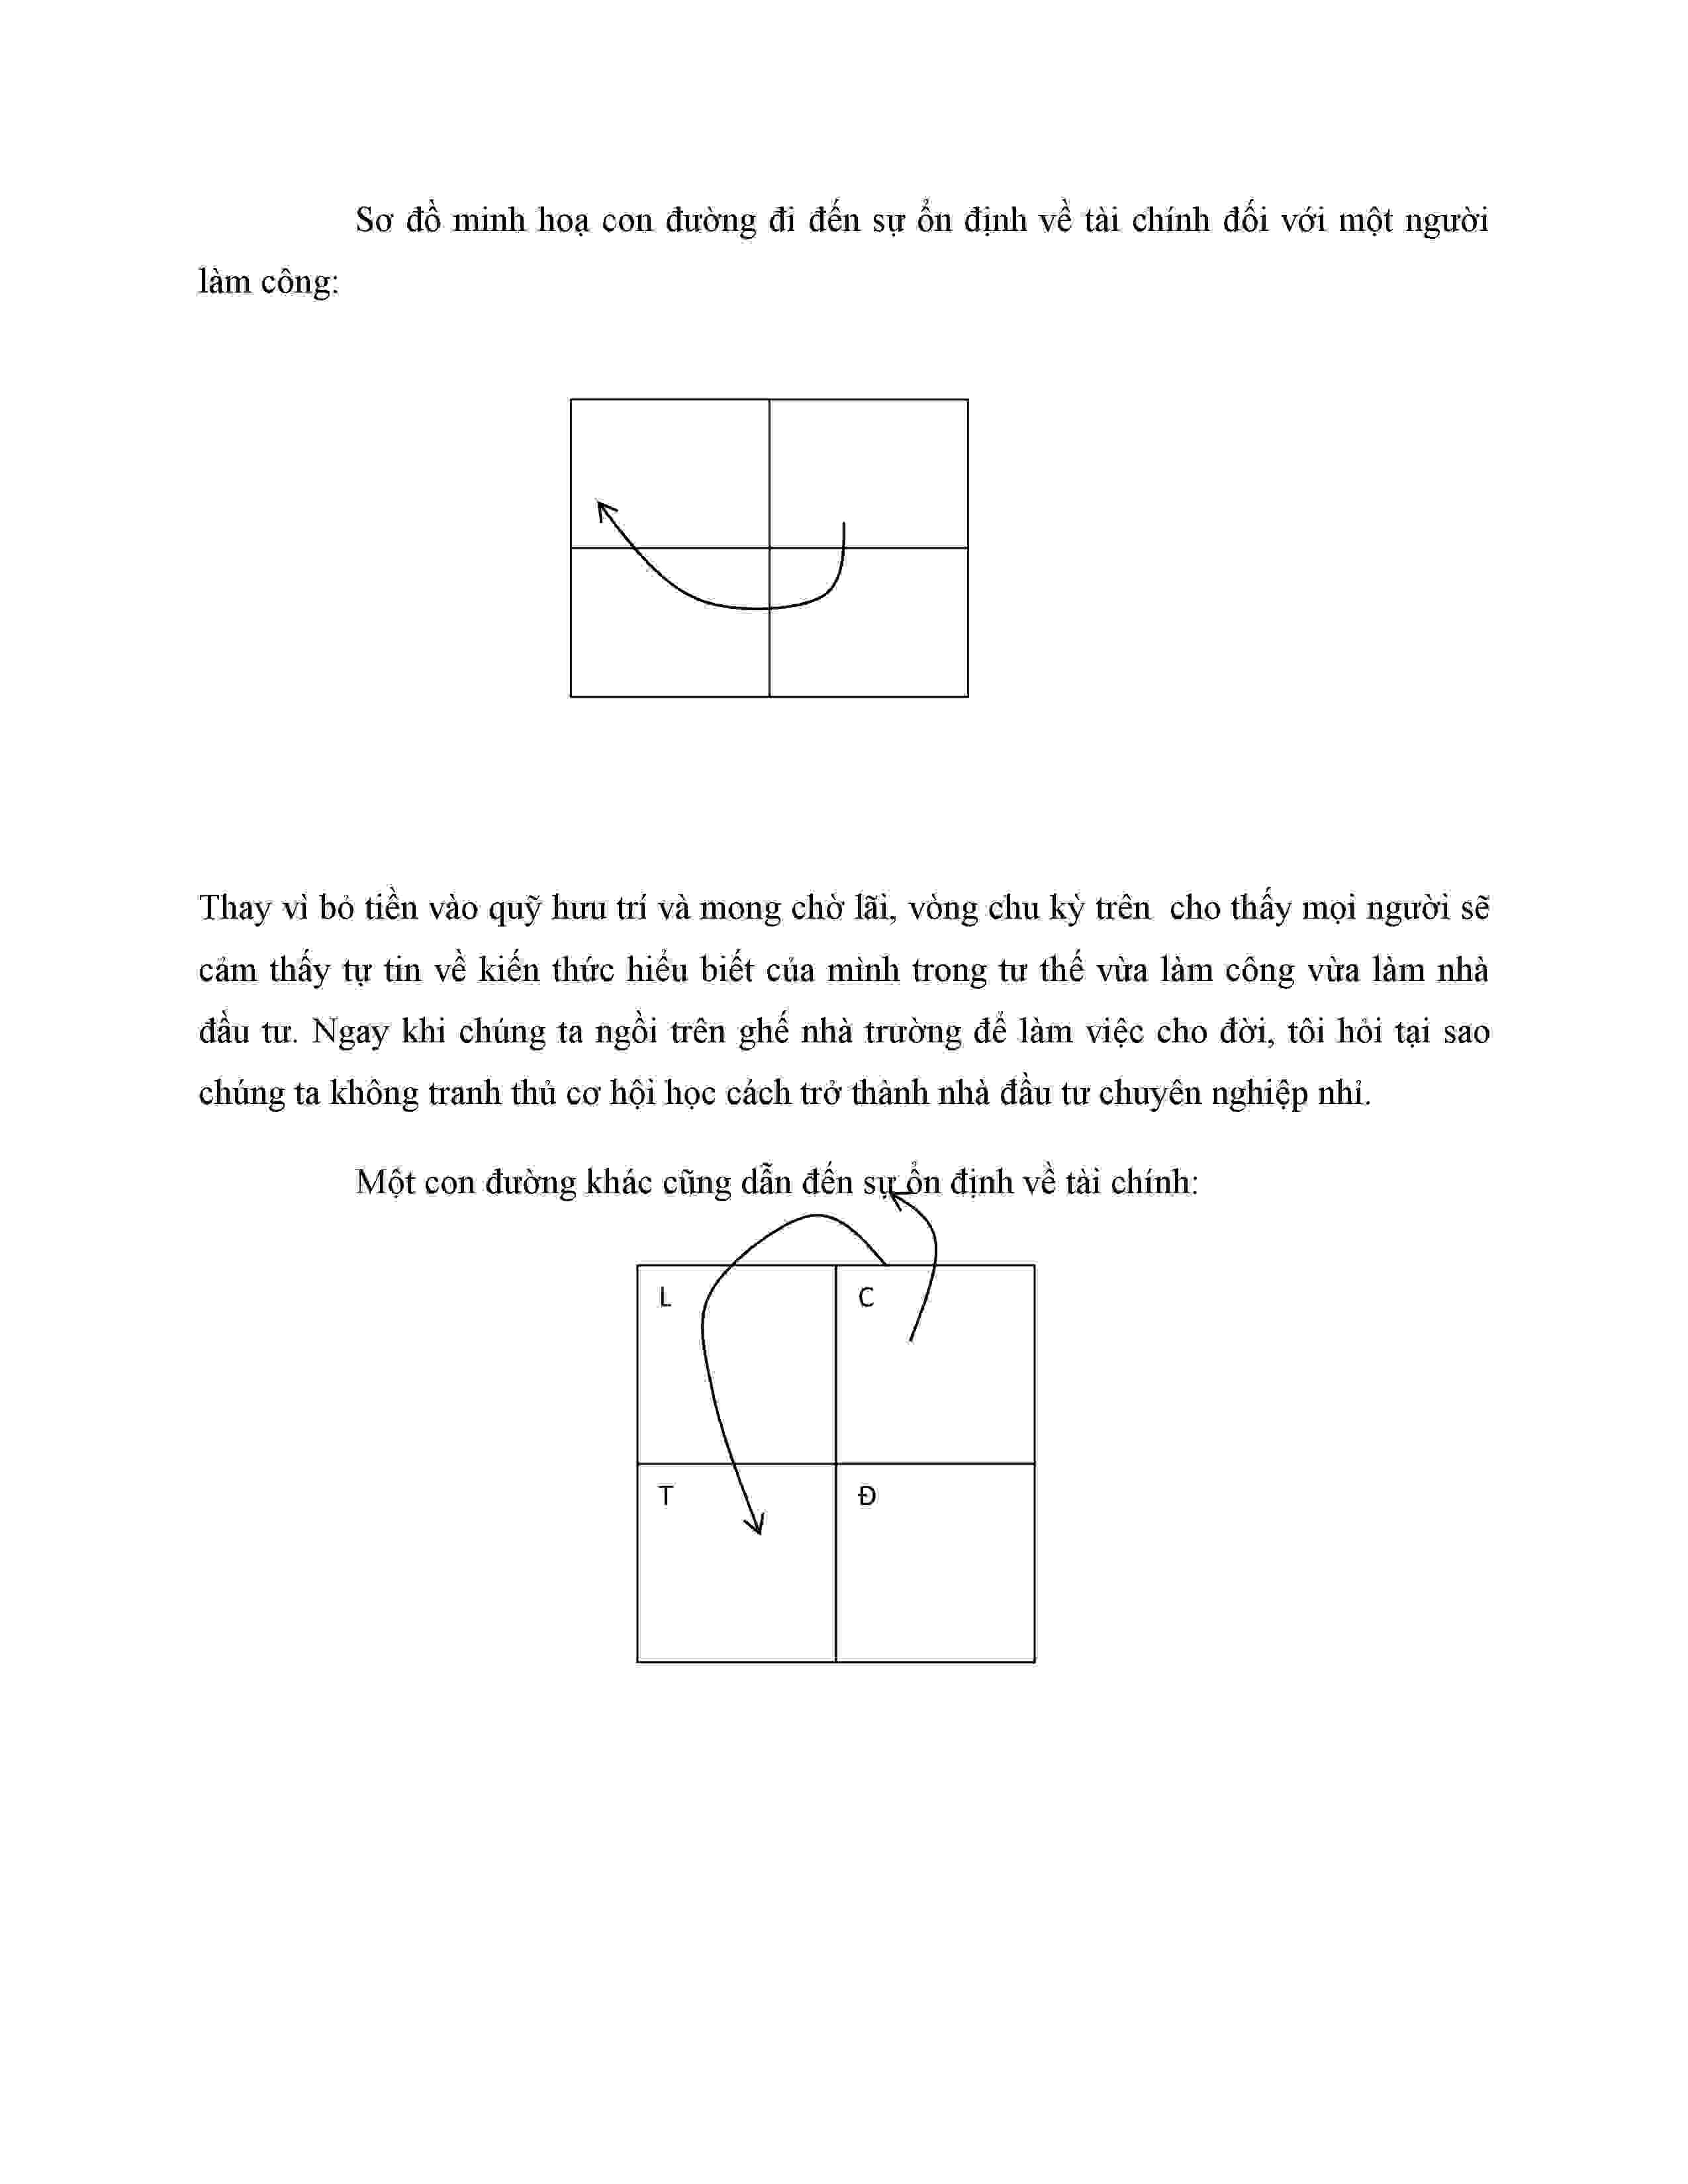 Sơ đồ minh hoạ con đường đi đến sự ổn định về tài chính đối với một người
làm công:
Thay vì bỏ tiền vào quỹ hưu trí và mong chờ lãi, vòng chu kỳ trên cho thấy mọi người sẽ
cảm thấy tự tin về kiến thức hiểu biết của mình trong tư thế vừa làm công vừa làm nhà
đầu tư. Ngay khi chúng ta ngồi trên ghế nhà trường để làm việc cho đời, tôi hỏi tại sao
chúng ta không tranh thủ cơ hội học cách trở thành nhà đầu tư chuyên nghiệp nhỉ.
Một con đường khác cũng dẫn đến sự ổn định về tài chính:
L C
T Đ